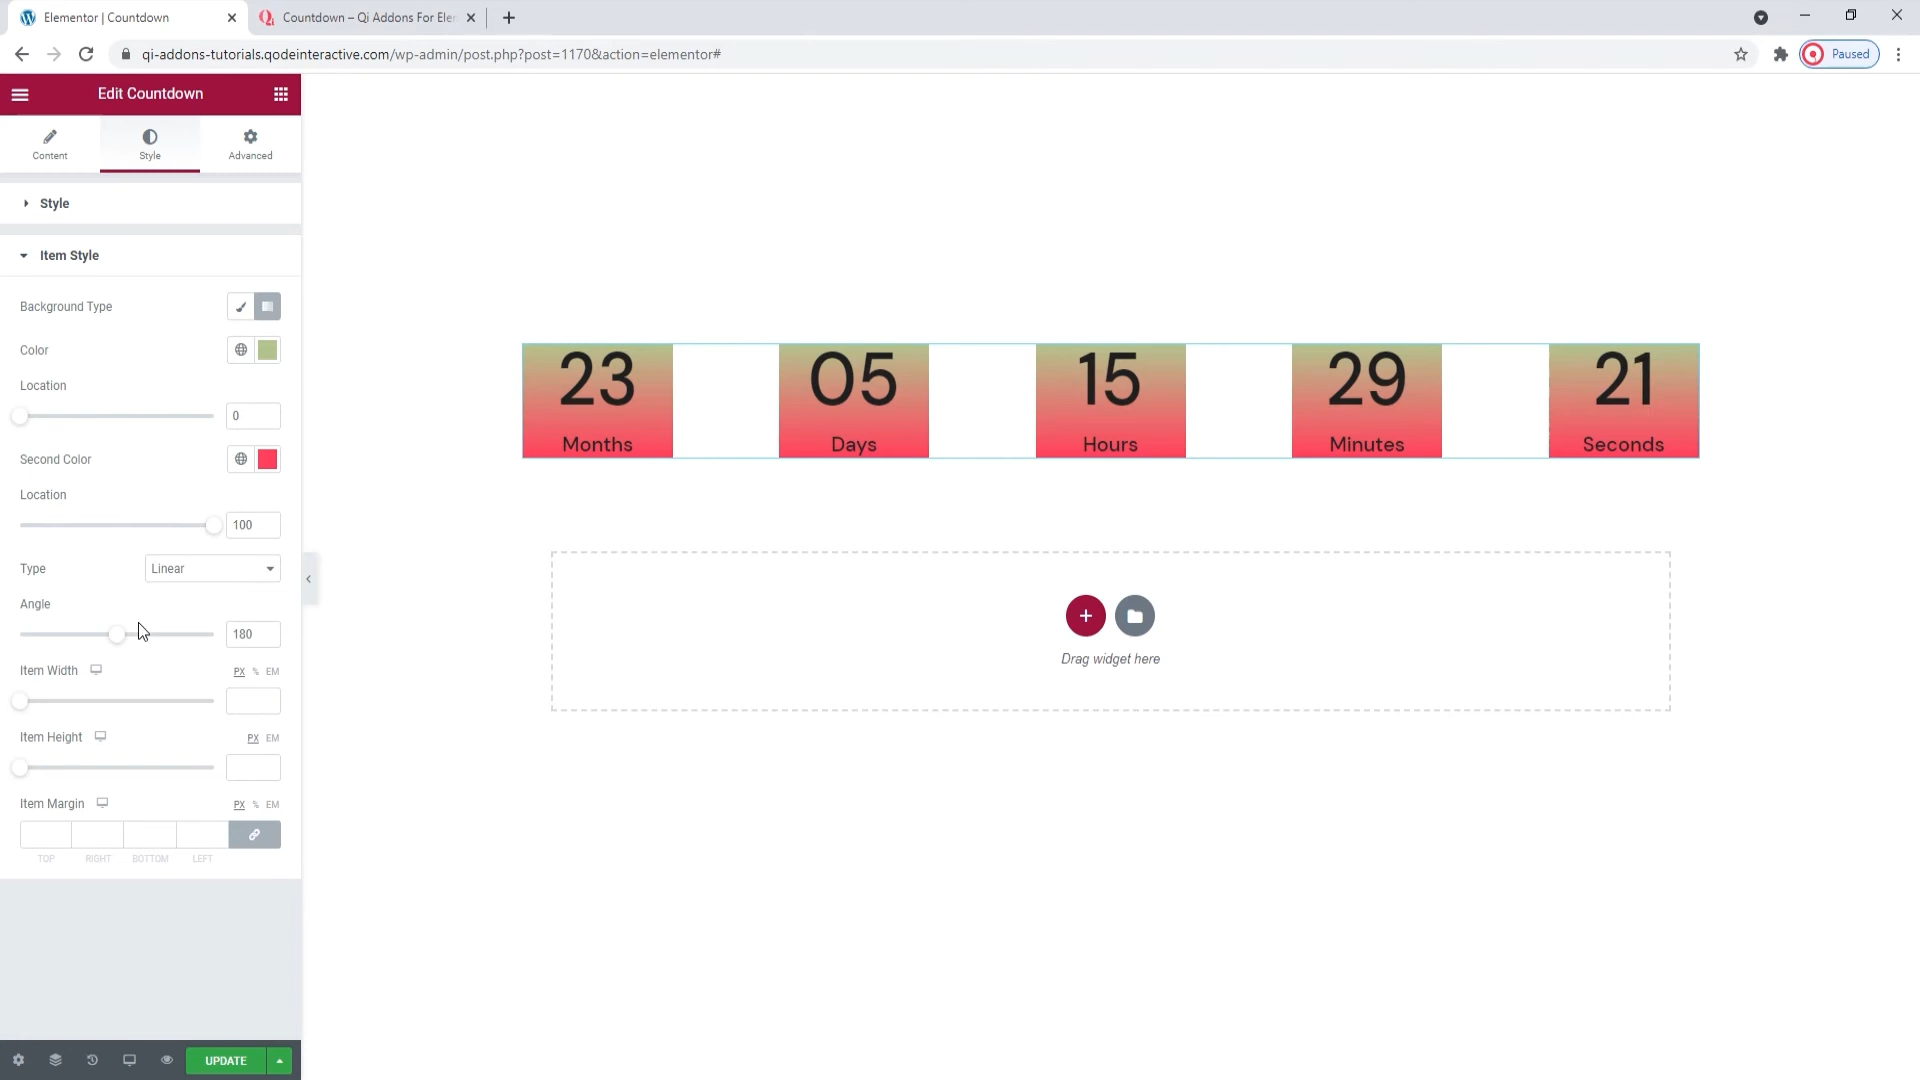 Elementor | Countdown
Countdown – Qi Addons For Ele
qi-addons-tutorials.qodeinteractive.com/wp-admin/post.php?post=1170&action=elementor#
Paused
Edit Countdown
Content
Style
Advanced
Style
Item Style
Background Type
Color
Location
0
Second Color
Location
100
Type
Linear
Angle
180
Item Width
PX % EM
Item Height
PX EM
Item Margin
PX % EM
TOP RIGHT BOTTOM LEFT
UPDATE
23 05 15 29 21
Months Days Hours Minutes Seconds
Drag widget here